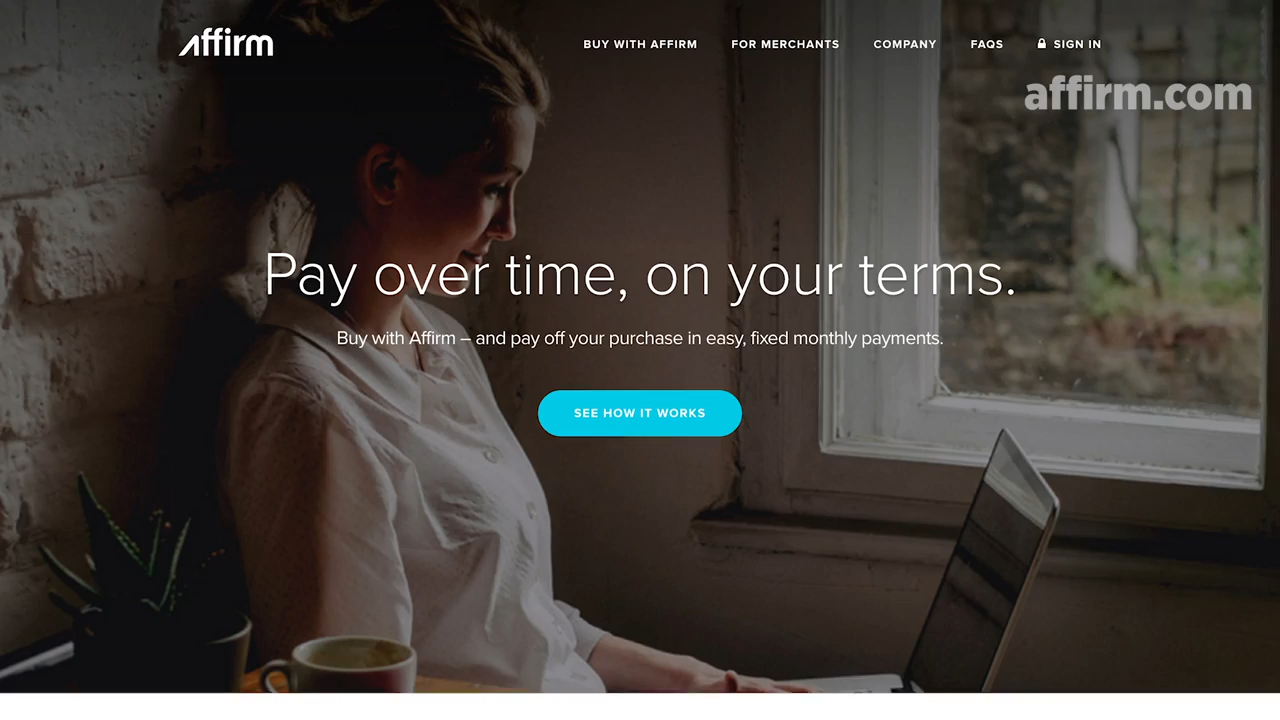 Affirm
BUY WITH AFFIRM FOR MERCHANTS COMPANY FAQS SIGN IN
affirm.com
Pay over time, on your terms.
Buy with Affirm – and pay off your purchase in easy, fixed monthly payments.
SEE HOW IT WORKS